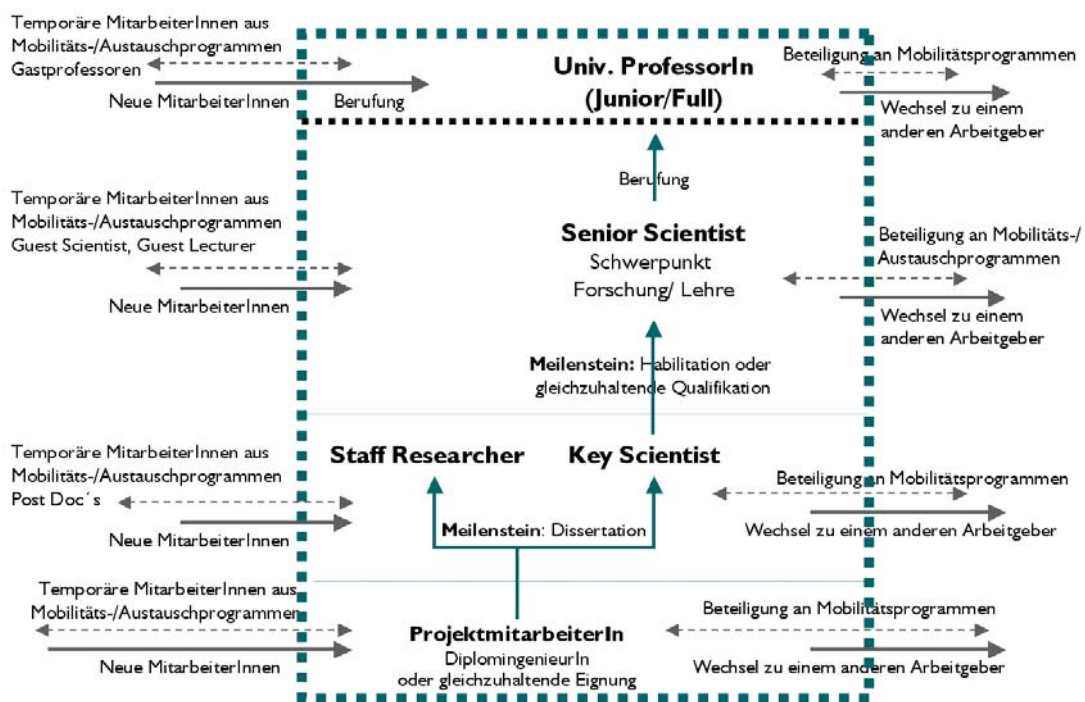 Temporäre MitarbeiterInnen aus
Mobilitäts-/Austauschprogrammen
Gastprofessoren
Neue MitarbeiterInnen
Berufung
Univ. ProfessorIn
(Junior/Full)
Beteiligung an Mobilitätsprogrammen
Wechsel zu einem
anderen Arbeitgeber
Berufung
Temporäre MitarbeiterInnen aus
Mobilitäts-/Austauschprogrammen
Guest Scientist, Guest Lecturer
Neue MitarbeiterInnen
Senior Scientist
Schwerpunkt
Forschung/ Lehre
Beteiligung an Mobilitäts-/
Austauschprogrammen
Wechsel zu einem
anderen Arbeitgeber
Meilenstein: Habilitation oder
gleichzuhaltende Qualifikation
Temporäre MitarbeiterInnen aus
Mobilitäts-/Austauschprogrammen
Post Doc´s
Neue MitarbeiterInnen
Staff Researcher
Key Scientist
Beteiligung an Mobilitätsprogrammen
Wechsel zu einem anderen Arbeitgeber
Meilenstein: Dissertation
Temporäre MitarbeiterInnen aus
Mobilitäts-/Austauschprogrammen
Neue MitarbeiterInnen
ProjektmitarbeiterIn
DiplomingenieurIn
oder gleichzuhaltende Eignung
Beteiligung an Mobilitätsprogrammen
Wechsel zu einem anderen Arbeitgeber